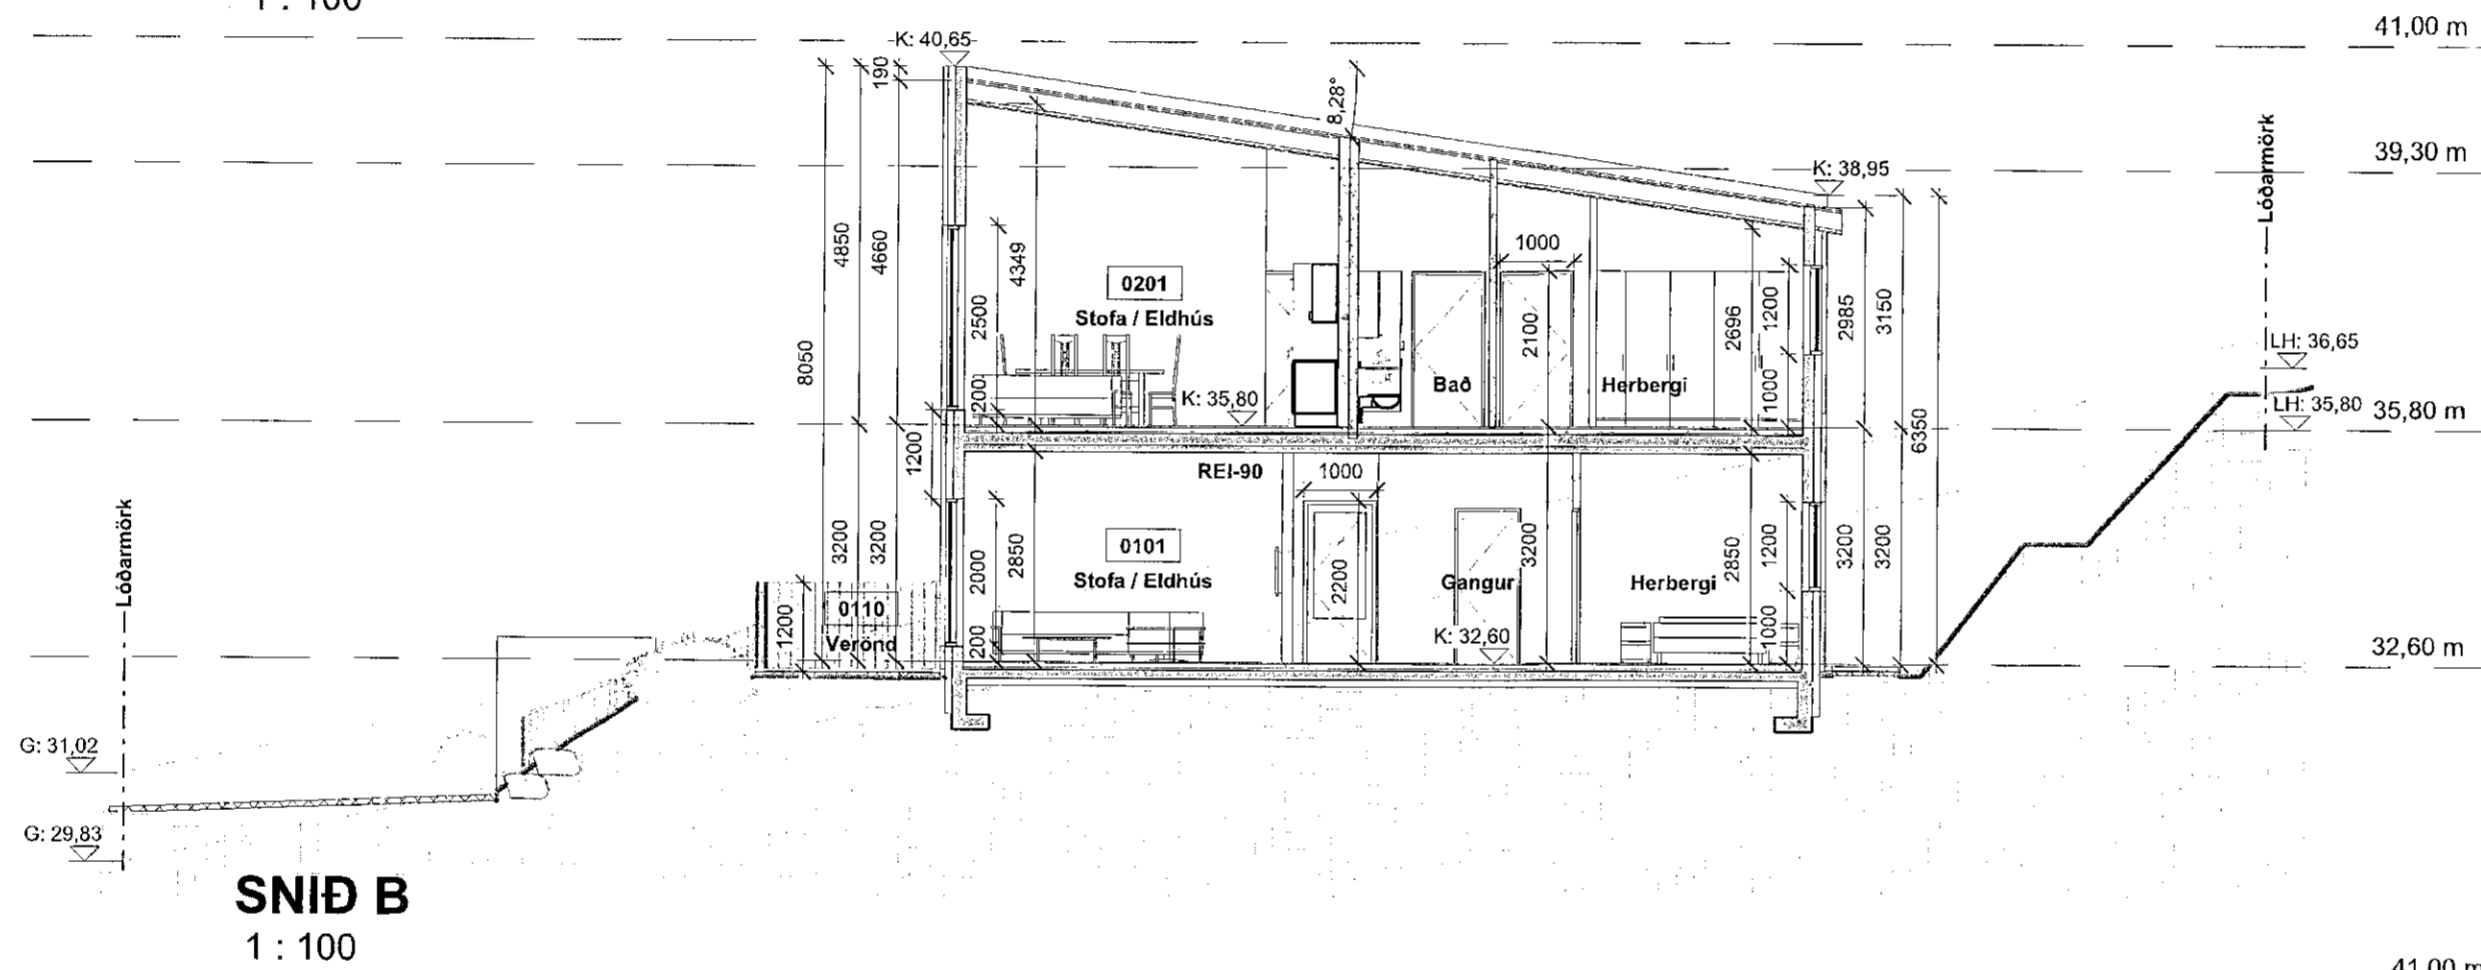 1 : 100
41,00 m
K: 40,65
190
8,28°
Lóðarmörk
39,30 m
K: 38,95
4850
4660
4349
1000
0201
Stofa / Eldhús
2500
2100
2696
1200
2985
3150
8050
LH: 36,65
200
K: 35,80
Bað
Herbergi
1000
LH: 35,80
35,80 m
6350
1200
REI-90
1000
Lóðarmörk
3200
3200
2000
2850
0101
Stofa / Eldhús
2200
Gangur
3200
Herbergi
2850
1200
3200
3200
1200
0110
Verönd
200
K: 32,60
1000
32,60 m
G: 31,02
G: 29,83
SNIÐ B
1 : 100
41,00 m